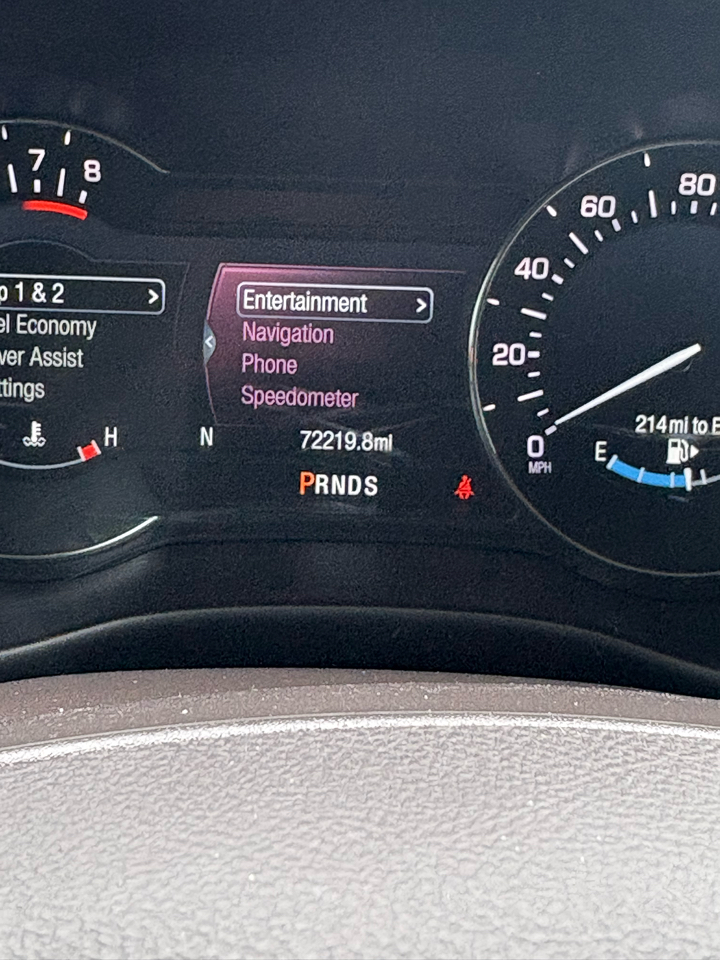 7
8
p 1 & 2 >
el Economy
ver Assist
ttings
H
<
Entertainment >
Navigation
Phone
Speedometer
N
72219.8mi
PRNDS
80
60
40
20
0
MPH
214mi to E
E